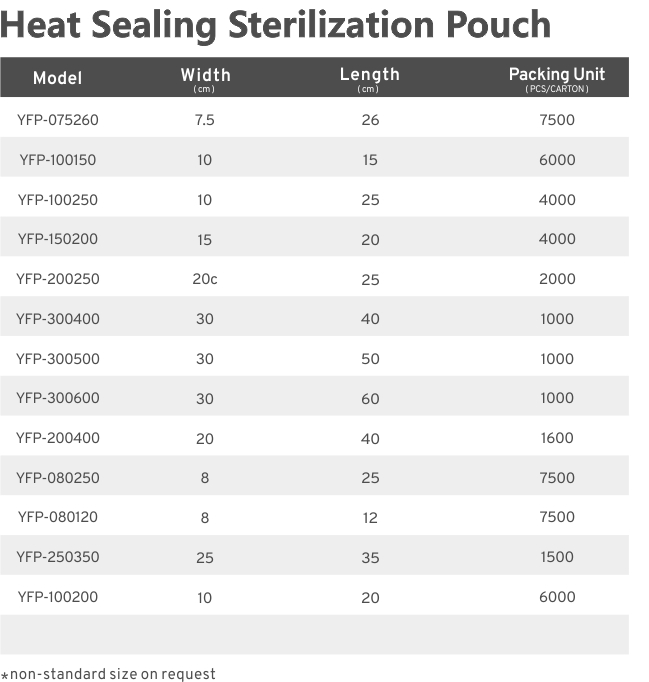 Heat Sealing Sterilization Pouch
Model Width Length Packing Unit
(cm) (cm) (PCS/CARTON)
YFP-075260 7.5 26 7500
YFP-100150 10 15 6000
YFP-100250 10 25 4000
YFP-150200 15 20 4000
YFP-200250 20c 25 2000
YFP-300400 30 40 1000
YFP-300500 30 50 1000
YFP-300600 30 60 1000
YFP-200400 20 40 1600
YFP-080250 8 25 7500
YFP-080120 8 12 7500
YFP-250350 25 35 1500
YFP-100200 10 20 6000
*non-standard size on request